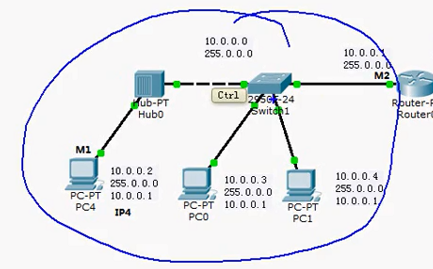 10.0.0.0
255.0.0.0
10.0.0.1
255.0.0.0
M2
Hub-PT
Hub0
Ctrl
2950-24
Switch1
Router-P
Router0
M1
PC-PT
PC4
10.0.0.2
255.0.0.0
10.0.0.1
IP4
PC-PT
PC0
10.0.0.3
255.0.0.0
10.0.0.1
PC-PT
PC1
10.0.0.4
255.0.0.0
10.0.0.1